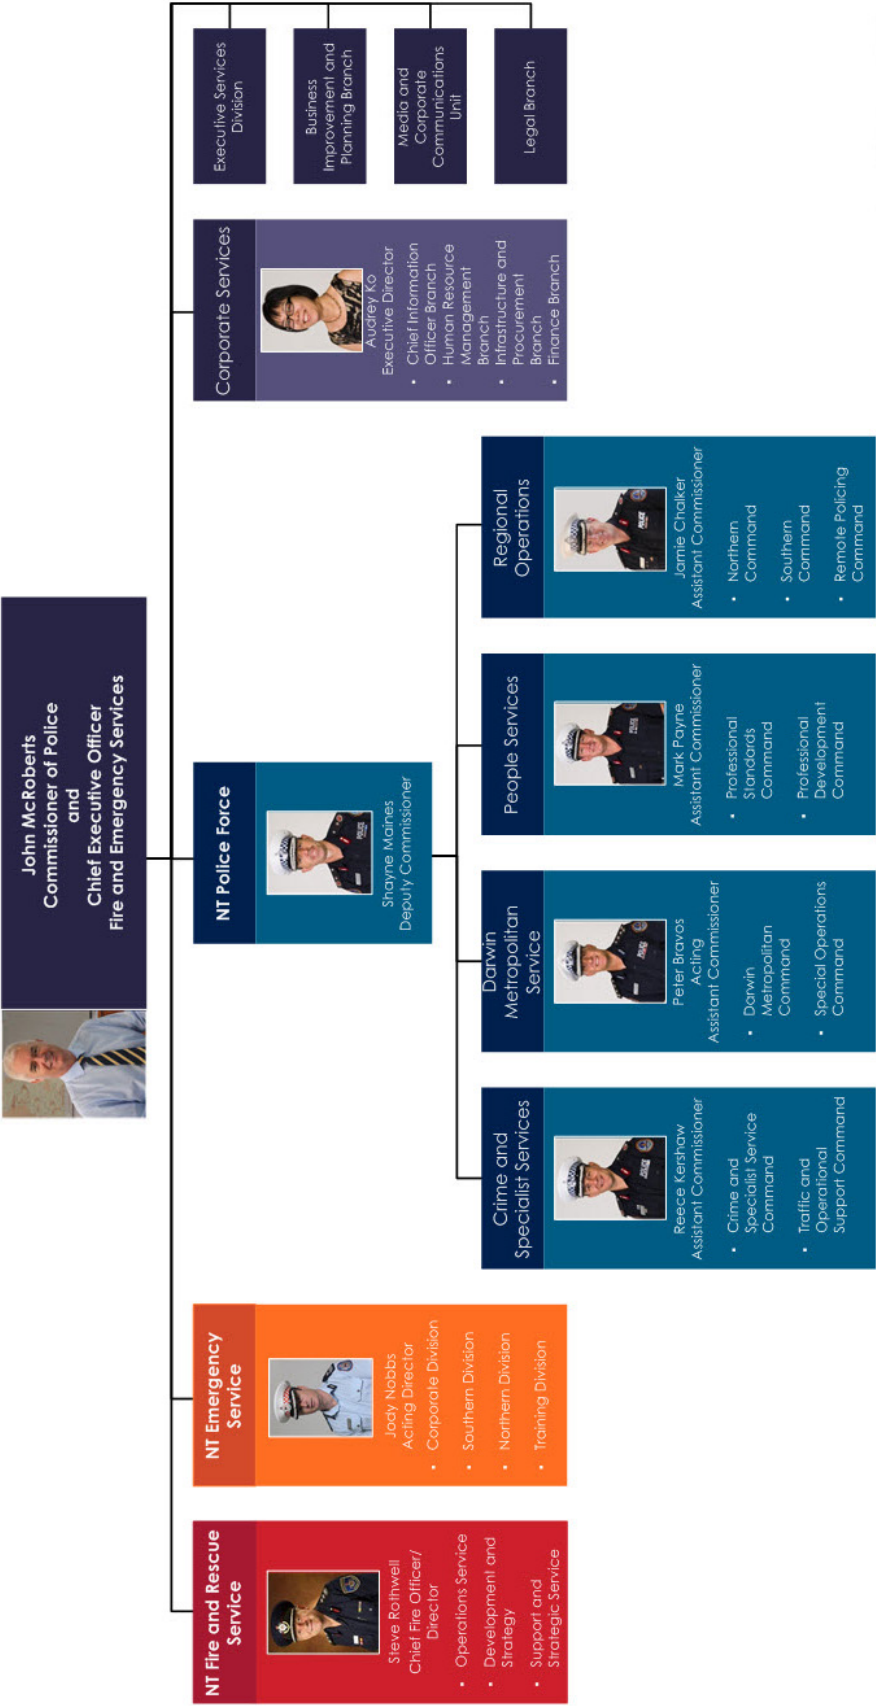 John McRoberts
Commissioner of Police
and
Chief Executive Officer
Fire and Emergency Services
NT Fire and Rescue
Service
Steve Rothwell
Chief Fire Officer/
Director
• Operations Service
• Development and
Strategy
• Support and
Strategic Service
NT Emergency
Service
Jody Nobbs
Acting Director
• Corporate Division
• Southern Division
• Northern Division
• Training Division
NT Police Force
Shayne Maines
Deputy Commissioner
Crime and
Specialist Services
Reece Kershaw
Assistant Commissioner
• Crime and
Specialist Service
Command
• Traffic and
Operational
Support Command
Darwin
Metropolitan
Service
Peter Bravos
Acting
Assistant Commissioner
• Darwin
Metropolitan
Command
• Special Operations
Command
People Services
Mark Payne
Assistant Commissioner
• Professional
Standards
Command
• Professional
Development
Command
Regional
Operations
Jamie Chalker
Assistant Commissioner
• Northern
Command
• Southern
Command
• Remote Policing
Command
Corporate Services
Audrey Ko
Executive Director
• Chief Information
Officer Branch
• Human Resource
Management
Branch
• Infrastructure and
Procurement
Branch
• Finance Branch
Executive Services
Division
Business
Improvement and
Planning Branch
Media and
Corporate
Communications
Unit
Legal Branch